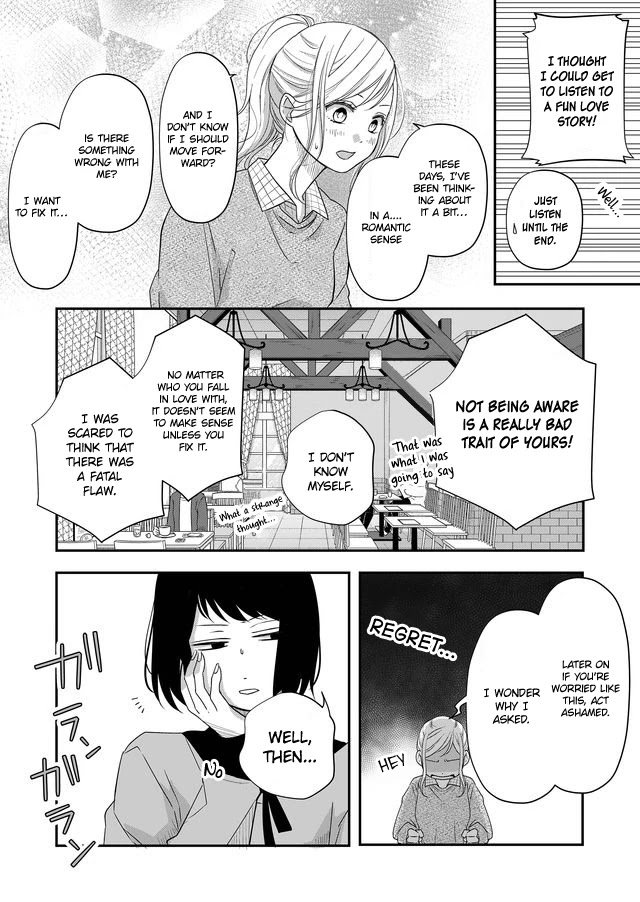 I THOUGHT
I COULD GET
TO LISTEN TO
A FUN LOVE
STORY!
Well...
JUST
LISTEN
UNTIL THE
END.
THESE
DAYS, I'VE
BEEN THINK-
ING ABOUT
IT A BIT...
IN A....
ROMANTIC
SENSE
AND I
DON'T KNOW
IF I SHOULD
MOVE FOR-
WARD?
IS THERE
SOMETHING
WRONG WITH
ME?
I WANT
TO FIX IT...
NOT BEING AWARE
IS A REALLY BAD
TRAIT OF YOURS!
That was
what I was
going to say
I DON'T
KNOW
MYSELF.
NO MATTER
WHO YOU FALL
IN LOVE WITH,
IT DOESN'T SEEM
TO MAKE SENSE
UNLESS YOU
FIX IT.
I WAS
SCARED TO
THINK THAT
THERE WAS
A FATAL
FLAW.
What a strange
thought...
LATER ON
IF YOU'RE
WORRIED LIKE
THIS, ACT
ASHAMED.
I WONDER
WHY I
ASKED.
REGRET...
HEY
WELL,
THEN...
No
ガラン
ガラン